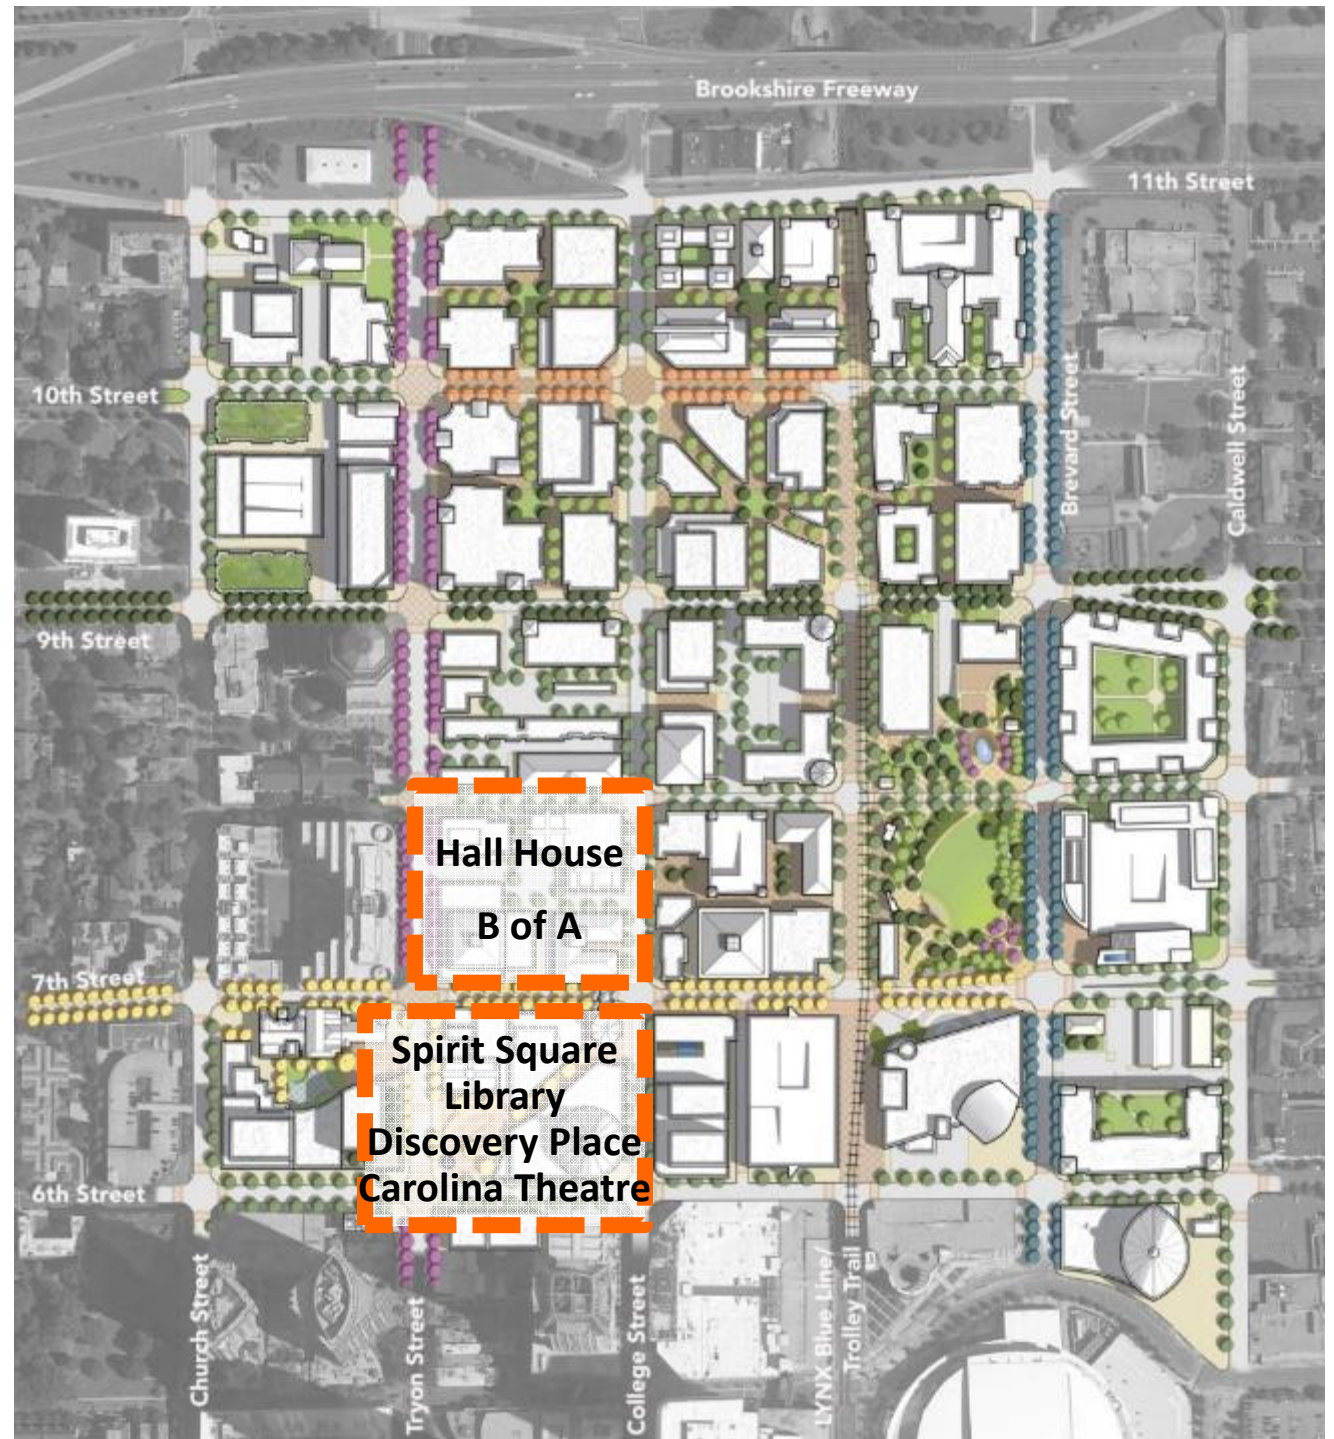 Brookshire Freeway
11th Street
10th Street
Brevard Street
Caldwell Street
9th Street
Hall House
B of A
7th Street
Spirit Square
Library
Discovery Place
Carolina Theatre
6th Street
Church Street
Tryon Street
College Street
LYNX Blue Line/
Trolley Trail